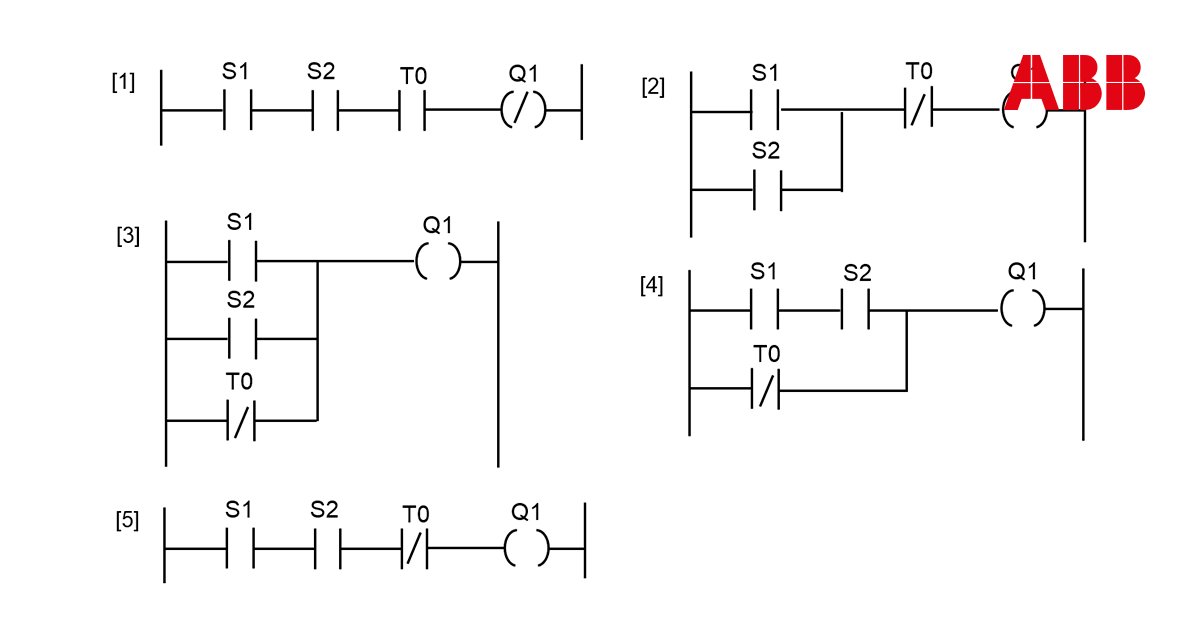 [1]
S1 S2 T0 Q1
[2]
S1 T0
S2
ABB
[3]
S1 Q1
S2
T0
[4]
S1 S2 Q1
T0
[5]
S1 S2 T0 Q1